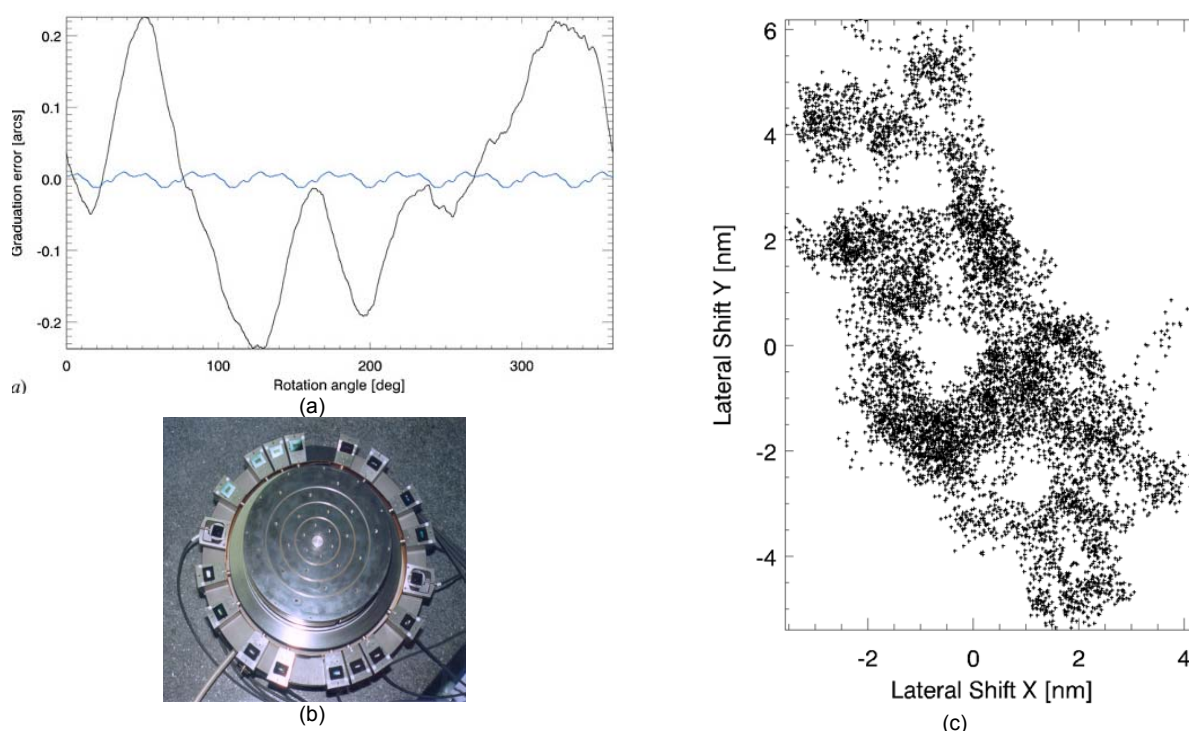 0.2
0.1
0.0
-0.1
-0.2
Graduation error [arcs]
0
100
200
300
Rotation angle [deg]
a)
(a)
(b)
6
4
2
0
-2
-4
Lateral Shift Y [nm]
-2
0
2
4
Lateral Shift X [nm]
(c)